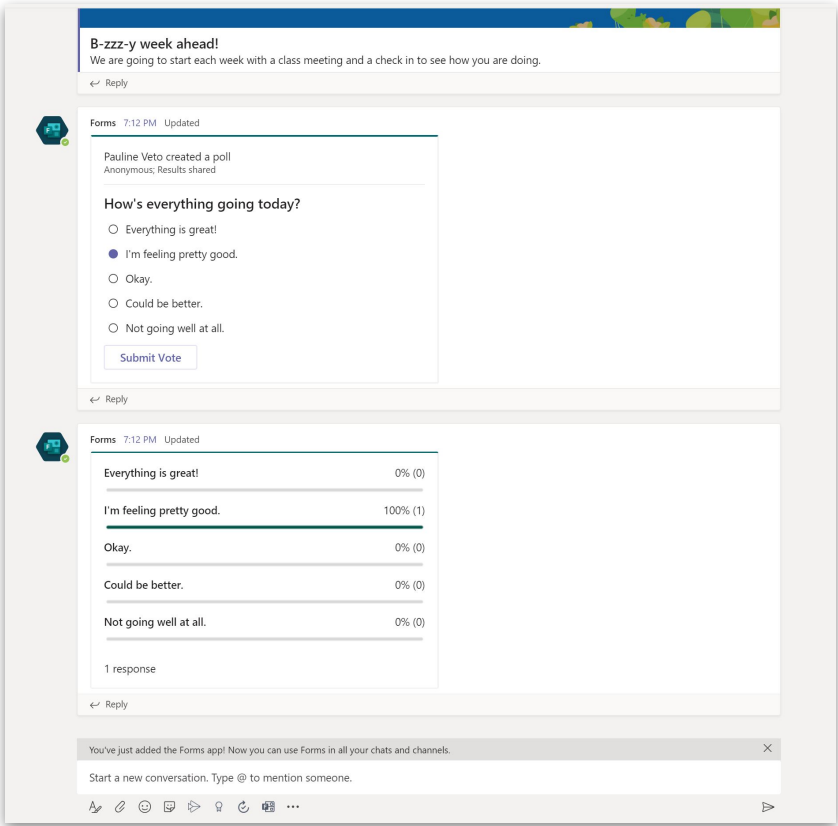 B-zzz-y week ahead!
We are going to start each week with a class meeting and a check in to see how you are doing.
Reply
Forms 7:12 PM Updated
Pauline Veto created a poll
Anonymous; Results shared
How's everything going today?
Everything is great!
I'm feeling pretty good.
Okay.
Could be better.
Not going well at all.
Submit Vote
Reply
Forms 7:12 PM Updated
Everything is great! 0% (0)
I'm feeling pretty good. 100% (1)
Okay. 0% (0)
Could be better. 0% (0)
Not going well at all. 0% (0)
1 response
Reply
You've just added the Forms app! Now you can use Forms in all your chats and channels.
Start a new conversation. Type @ to mention someone.